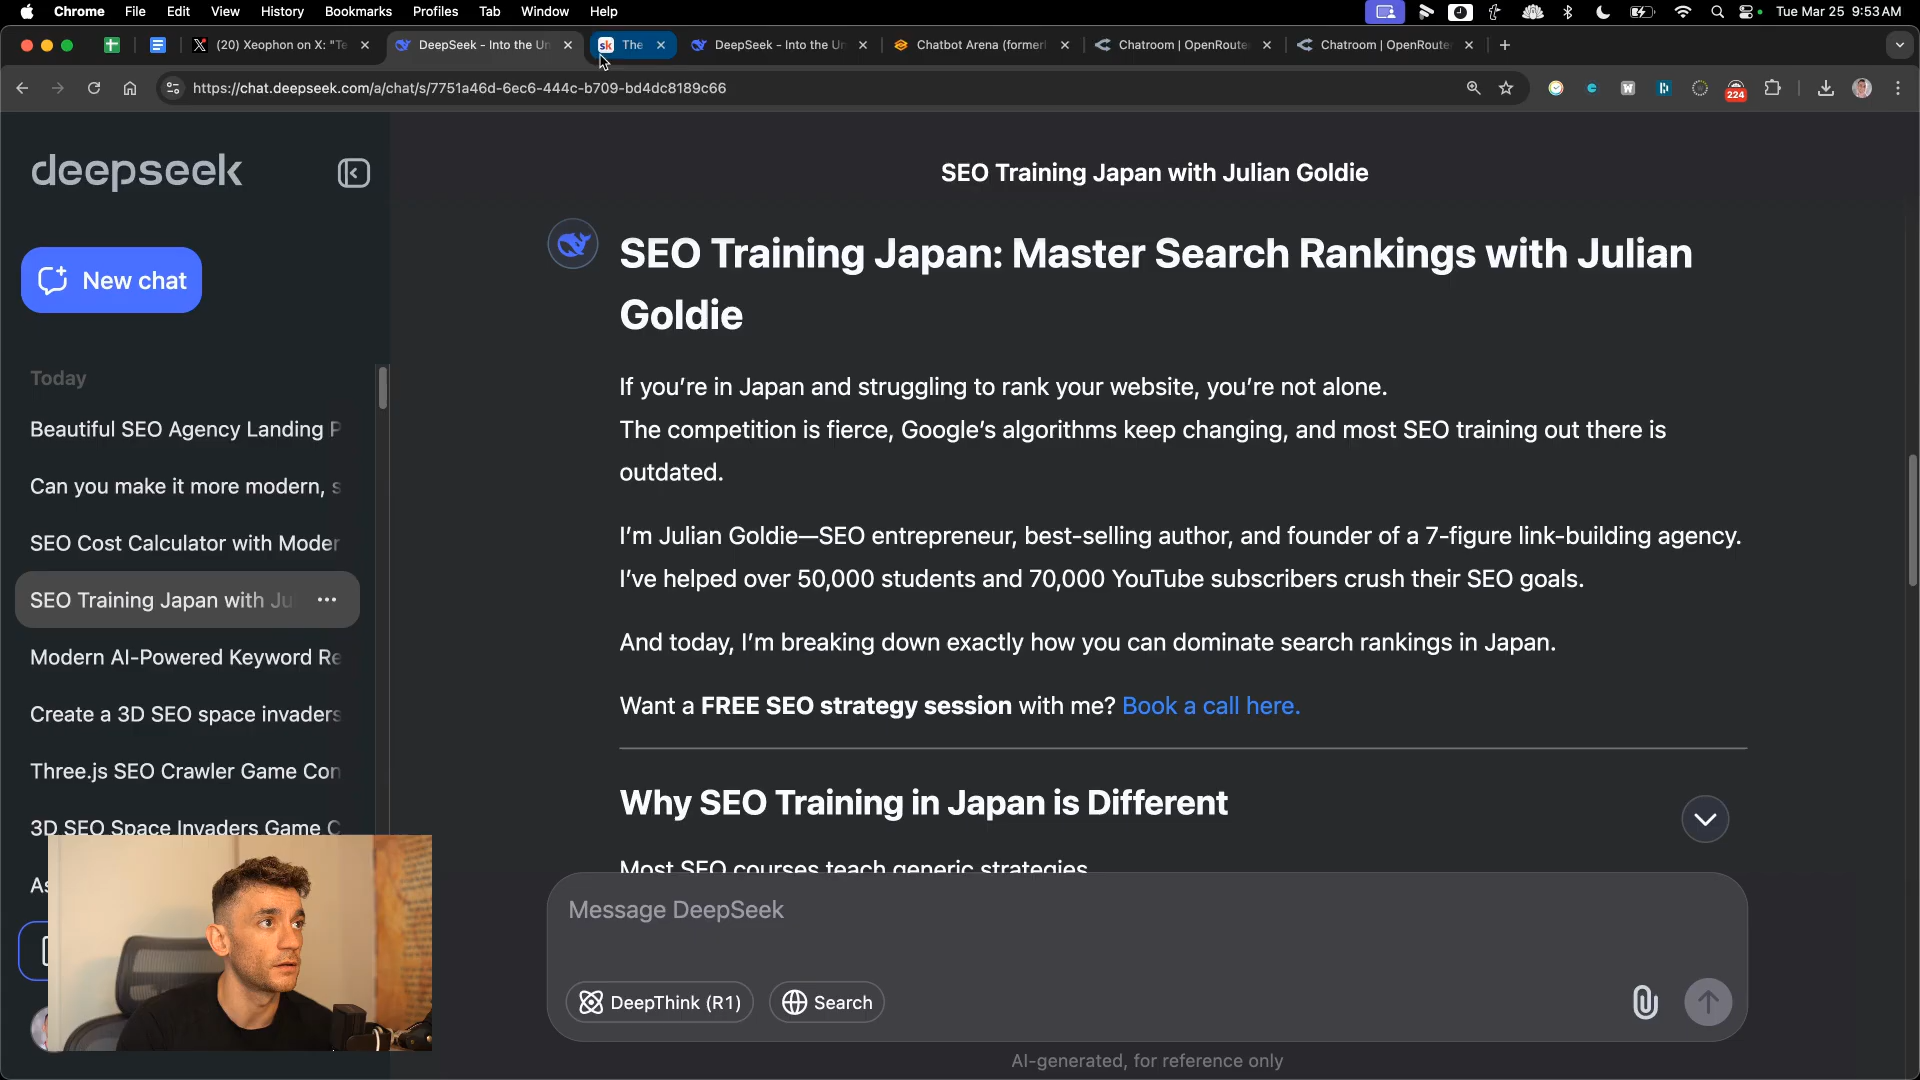 Chrome File Edit View History Bookmarks Profiles Tab Window Help Tue Mar 25 9:53 AM
(20) Xeophon on X: "Te DeepSeek - Into the Un sk The DeepSeek - Into the Un Chatbot Arena (former Chatroom | OpenRoute Chatroom | OpenRoute
https://chat.deepseek.com/a/chat/s/7751a46d-6ec6-444c-b709-bd4dc8189c66
224
deepseek
New chat
Today
Beautiful SEO Agency Landing P
Can you make it more modern, s
SEO Cost Calculator with Moder
SEO Training Japan with Ju
Modern AI-Powered Keyword Re
Create a 3D SEO space invaders
Three.js SEO Crawler Game Con
3D SEO Space Invaders Game C
As
SEO Training Japan with Julian Goldie
SEO Training Japan: Master Search Rankings with Julian
Goldie
If you're in Japan and struggling to rank your website, you're not alone.
The competition is fierce, Google's algorithms keep changing, and most SEO training out there is
outdated.
I'm Julian Goldie—SEO entrepreneur, best-selling author, and founder of a 7-figure link-building agency.
I've helped over 50,000 students and 70,000 YouTube subscribers crush their SEO goals.
And today, I'm breaking down exactly how you can dominate search rankings in Japan.
Want a FREE SEO strategy session with me? Book a call here.
Why SEO Training in Japan is Different
Most SEO courses teach generic strategies
Message DeepSeek
DeepThink (R1) Search
AI-generated, for reference only